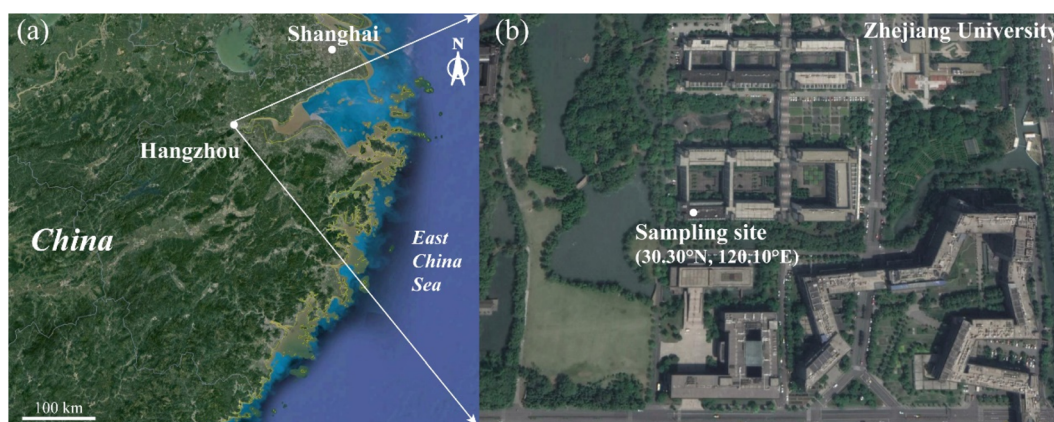 (a)
Shanghai
N
Hangzhou
China
East
China
Sea
100 km
(b)
Zhejiang University
Sampling site
(30.30°N, 120.10°E)